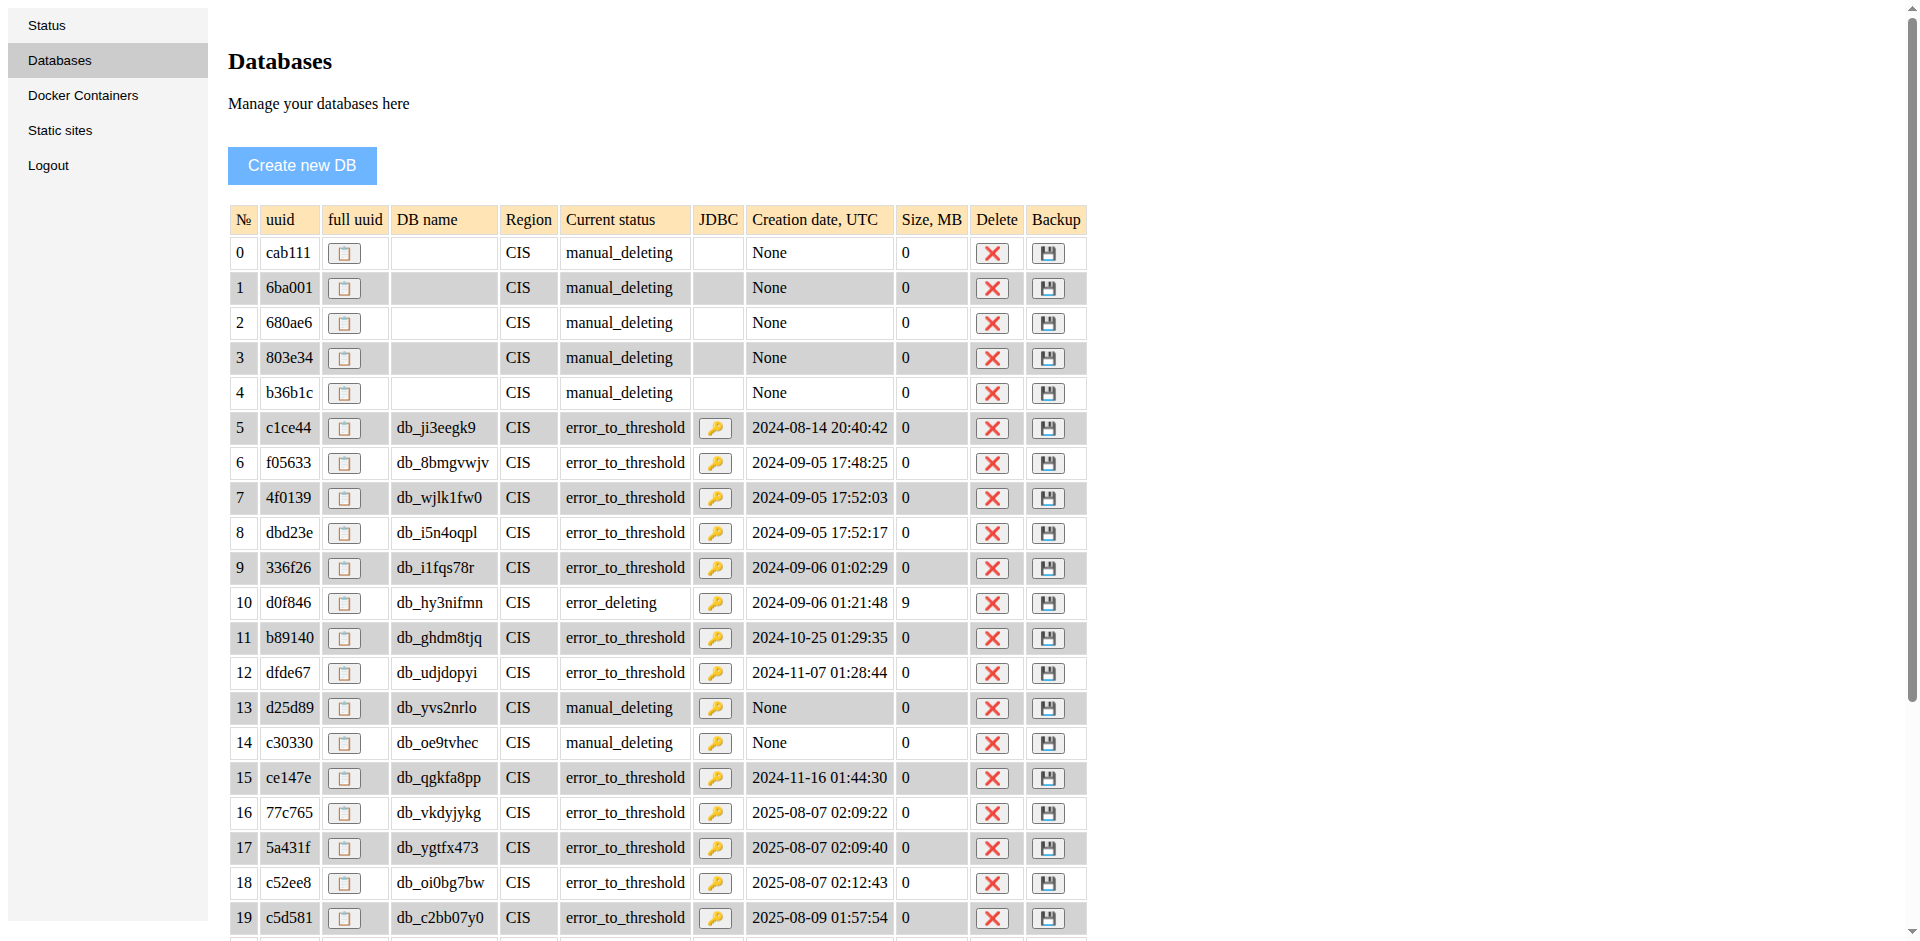 Status
Databases
Docker Containers
Static sites
Logout
Databases
Manage your databases here
Create new DB
№ uuid full uuid DB name Region Current status JDBC Creation date, UTC Size, MB Delete Backup
0 cab111 CIS manual_deleting None 0
1 6ba001 CIS manual_deleting None 0
2 680ae6 CIS manual_deleting None 0
3 803e34 CIS manual_deleting None 0
4 b36b1c CIS manual_deleting None 0
5 c1ce44 db_ji3eegk9 CIS error_to_threshold 2024-08-14 20:40:42 0
6 f05633 db_8bmgvwjv CIS error_to_threshold 2024-09-05 17:48:25 0
7 4f0139 db_wjlk1fw0 CIS error_to_threshold 2024-09-05 17:52:03 0
8 dbd23e db_i5n4oqpl CIS error_to_threshold 2024-09-05 17:52:17 0
9 336f26 db_i1fqs78r CIS error_to_threshold 2024-09-06 01:02:29 0
10 d0f846 db_hy3nifmn CIS error_deleting 2024-09-06 01:21:48 9
11 b89140 db_ghdm8tjq CIS error_to_threshold 2024-10-25 01:29:35 0
12 dfde67 db_udjdopyi CIS error_to_threshold 2024-11-07 01:28:44 0
13 d25d89 db_yvs2nrlo CIS manual_deleting None 0
14 c30330 db_oe9tvhec CIS manual_deleting None 0
15 ce147e db_qgkfa8pp CIS error_to_threshold 2024-11-16 01:44:30 0
16 77c765 db_vkdyjykg CIS error_to_threshold 2025-08-07 02:09:22 0
17 5a431f db_ygtfx473 CIS error_to_threshold 2025-08-07 02:09:40 0
18 c52ee8 db_oi0bg7bw CIS error_to_threshold 2025-08-07 02:12:43 0
19 c5d581 db_c2bb07y0 CIS error_to_threshold 2025-08-09 01:57:54 0